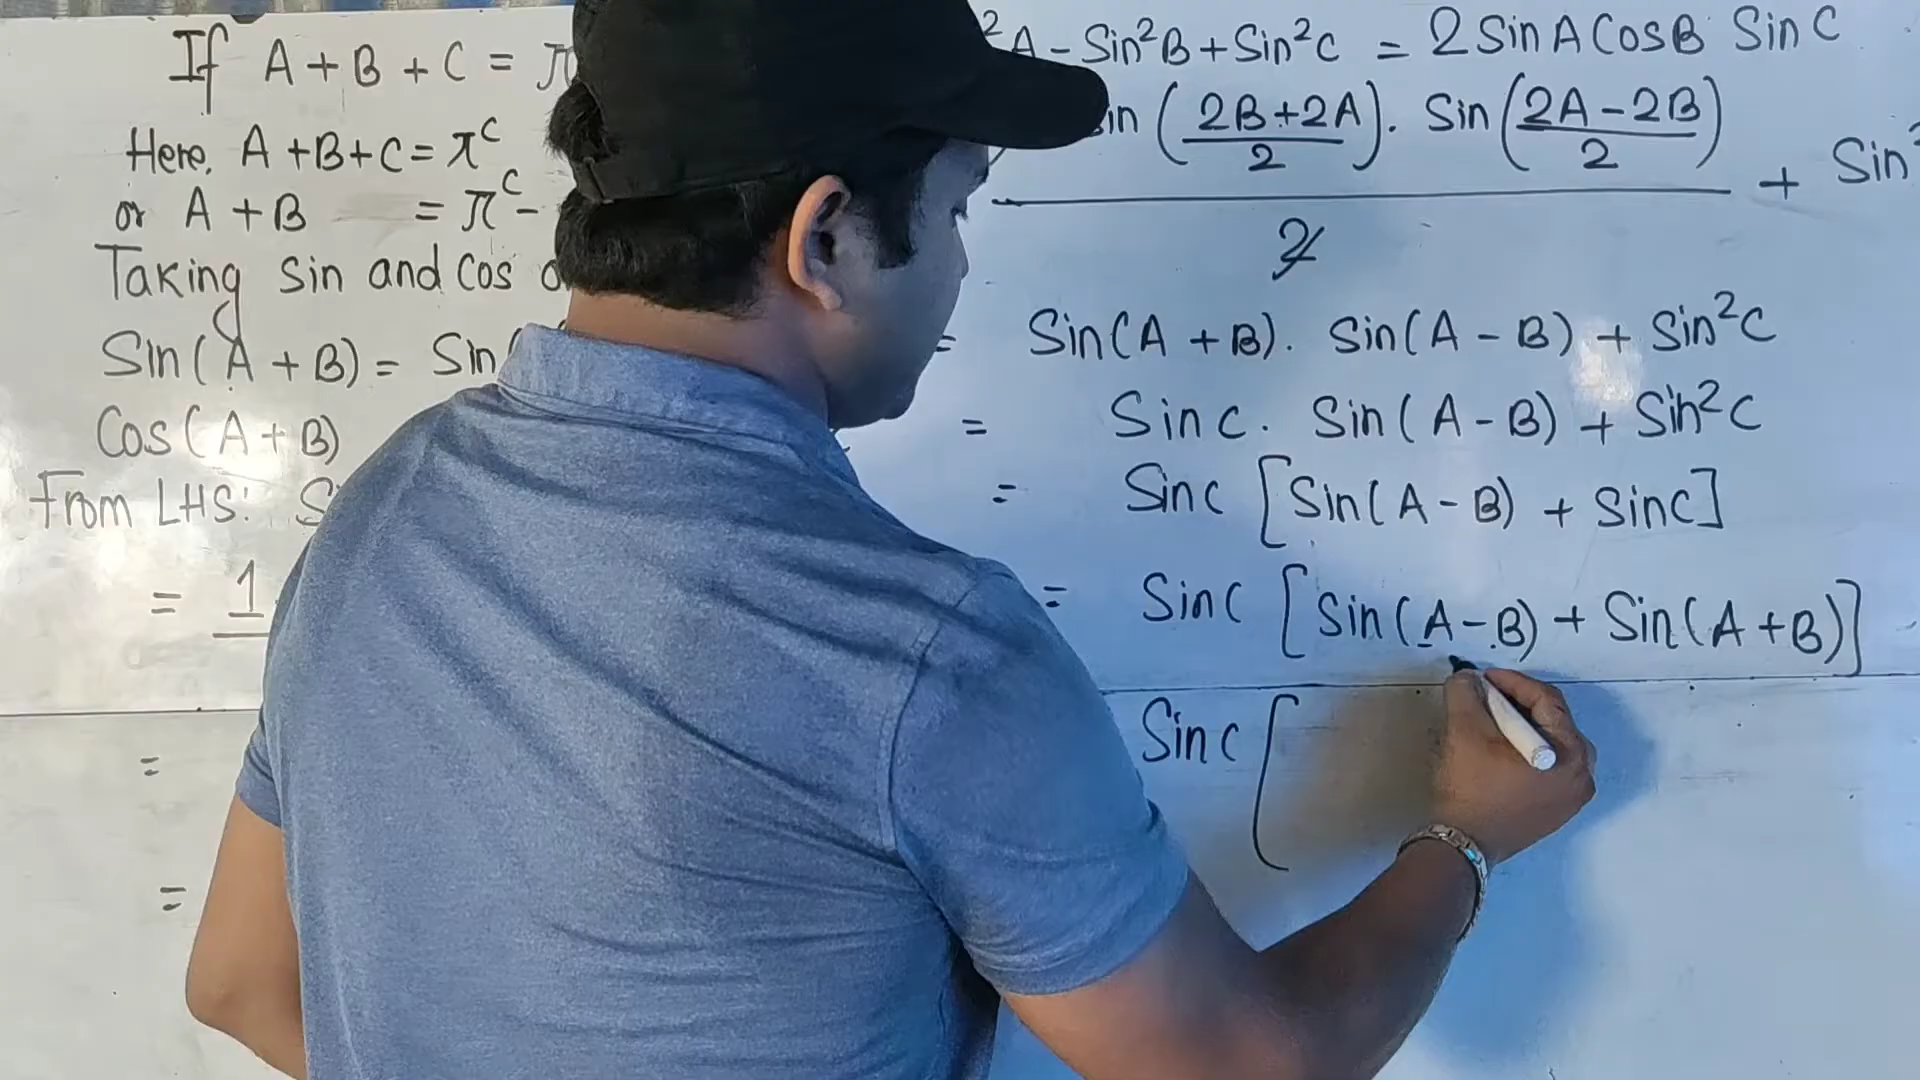 If A + B + C = π
Here, A + B + C = π^c
or A + B = π^c -
Taking sin and cos
Sin(A + B) = Sin
Cos(A + B)
From LHS: S
= 1
=
=
²A - Sin²B + Sin²C = 2 Sin A Cos B Sin C
Sin ((2B + 2A)/2) . Sin ((2A - 2B)/2)
+ Sin²
2
= Sin(A + B) . Sin(A - B) + Sin²C
= Sin C . Sin(A - B) + Sin²C
= Sin C [Sin(A - B) + Sin C]
= Sin C [Sin(A - B) + Sin(A + B)]
Sin C [